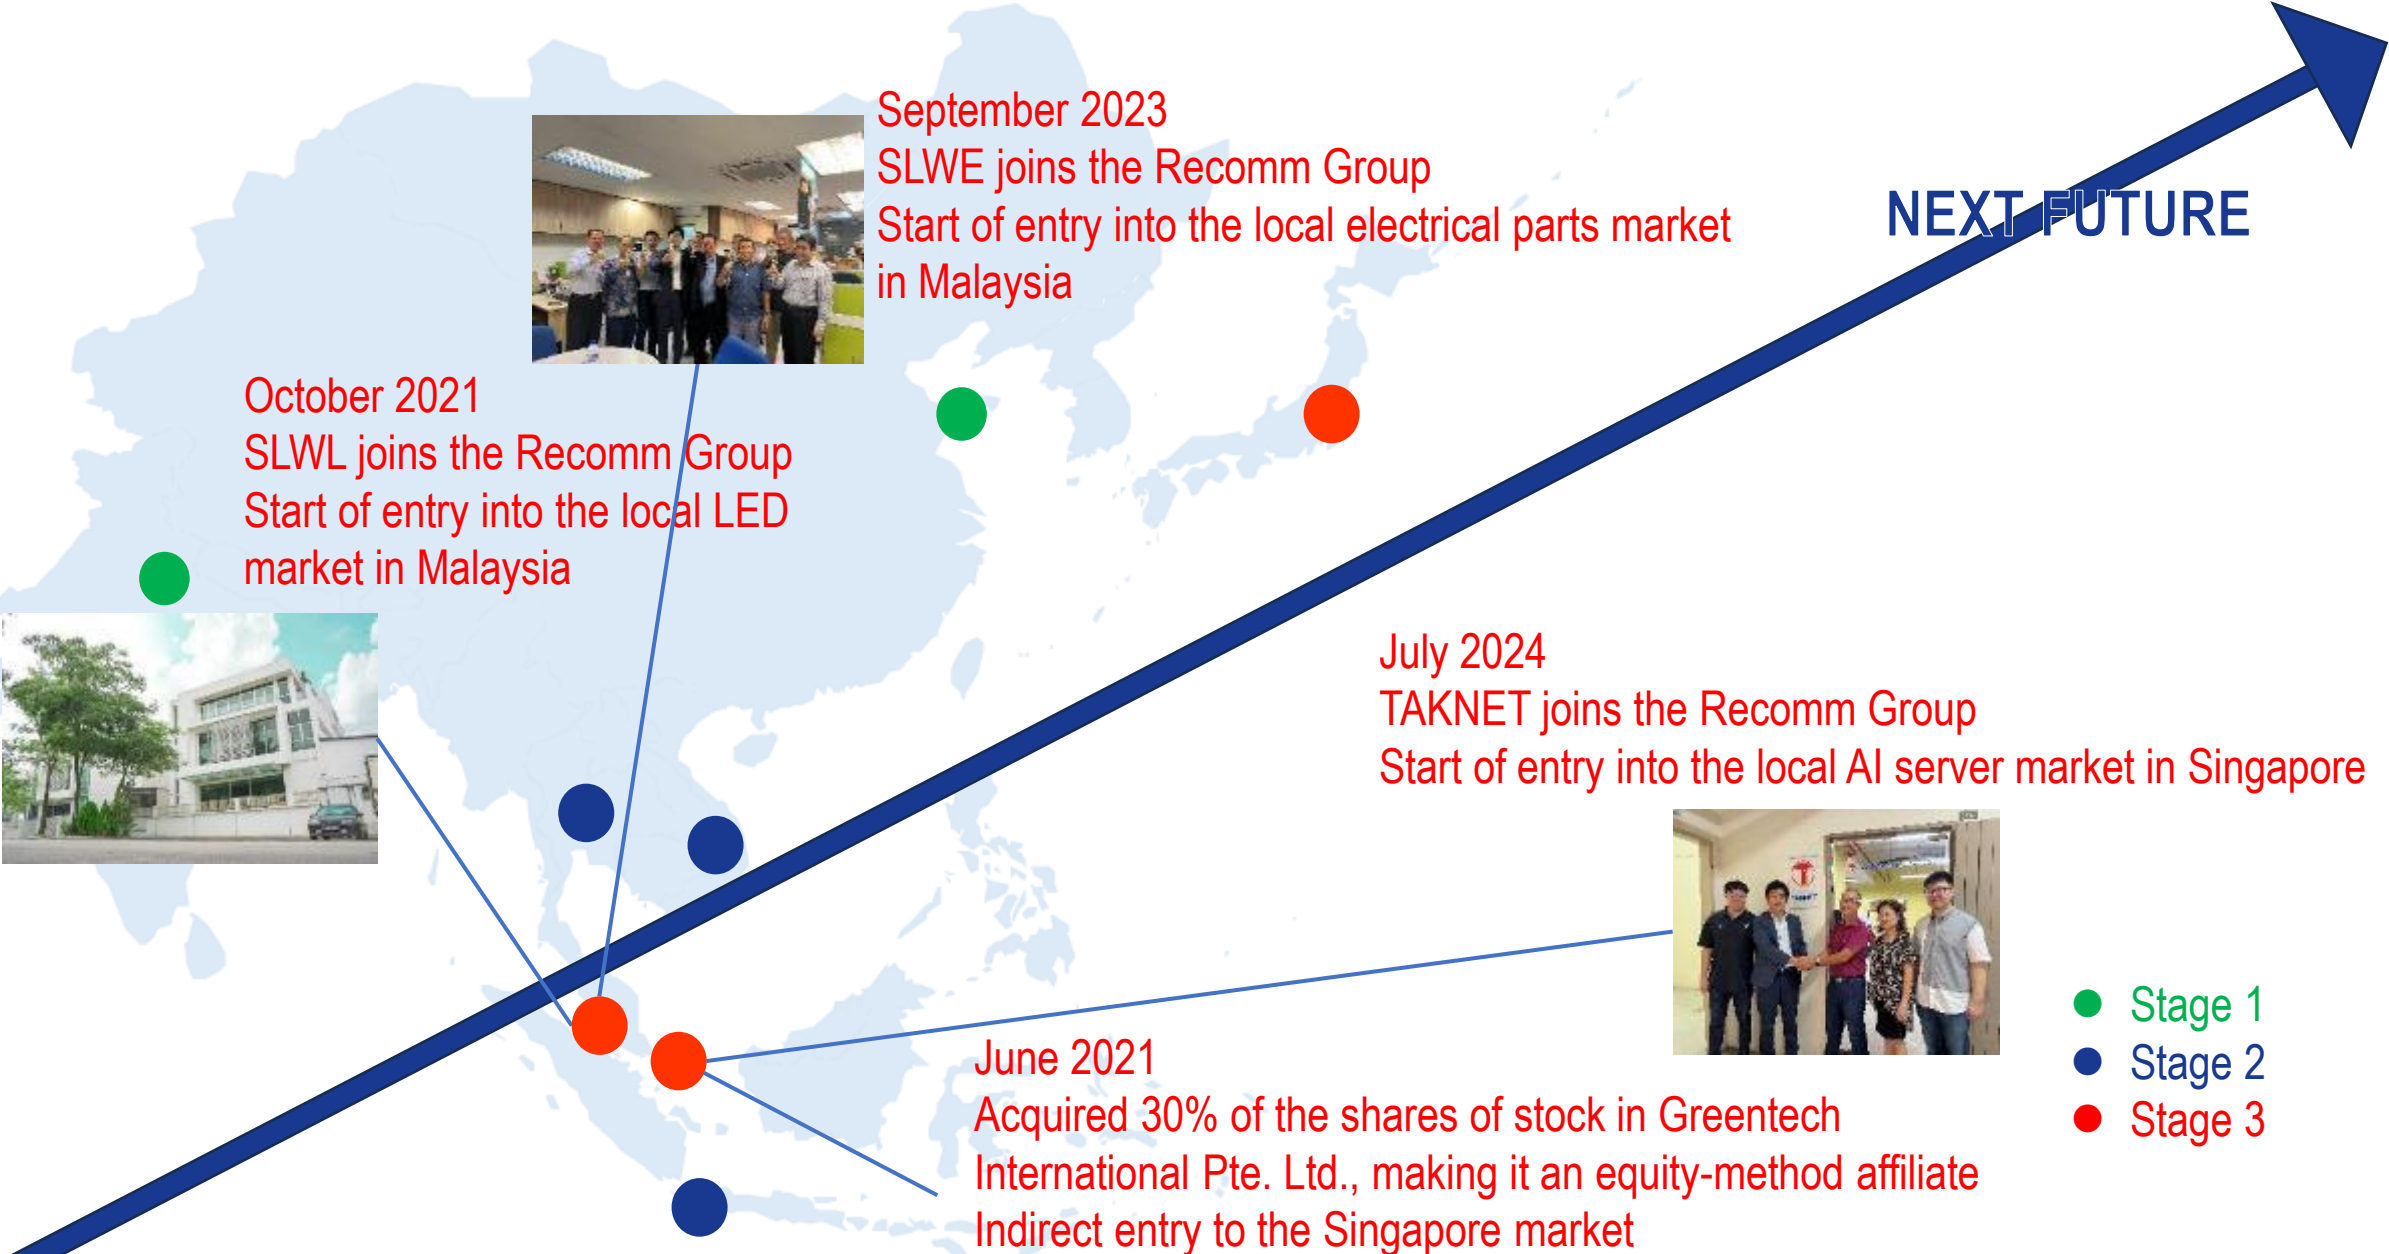 September 2023
SLWE joins the Recomm Group
Start of entry into the local electrical parts market
in Malaysia
NEXT FUTURE
October 2021
SLWL joins the Recomm Group
Start of entry into the local LED
market in Malaysia
July 2024
TAKNET joins the Recomm Group
Start of entry into the local AI server market in Singapore
June 2021
Acquired 30% of the shares of stock in Greentech
International Pte. Ltd., making it an equity-method affiliate
Indirect entry to the Singapore market
Stage 1
Stage 2
Stage 3